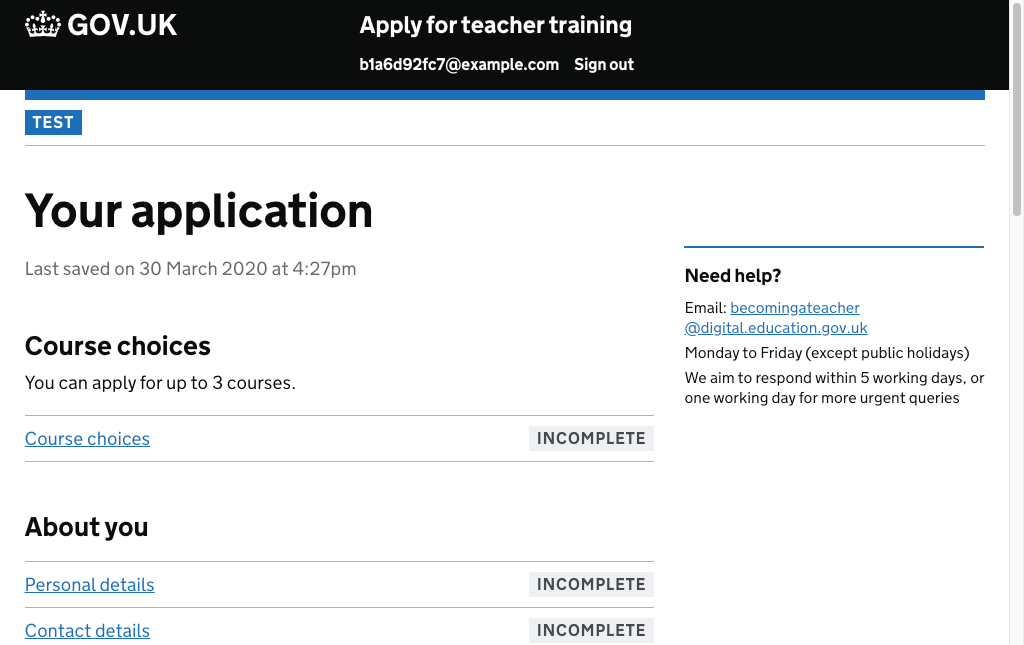 GOV.UK
Apply for teacher training
b1a6d92fc7@example.com Sign out
TEST
Your application
Last saved on 30 March 2020 at 4:27pm
Course choices
You can apply for up to 3 courses.
Course choices INCOMPLETE
About you
Personal details INCOMPLETE
Contact details INCOMPLETE
Need help?
Email: becomingateacher
@digital.education.gov.uk
Monday to Friday (except public holidays)
We aim to respond within 5 working days, or
one working day for more urgent queries